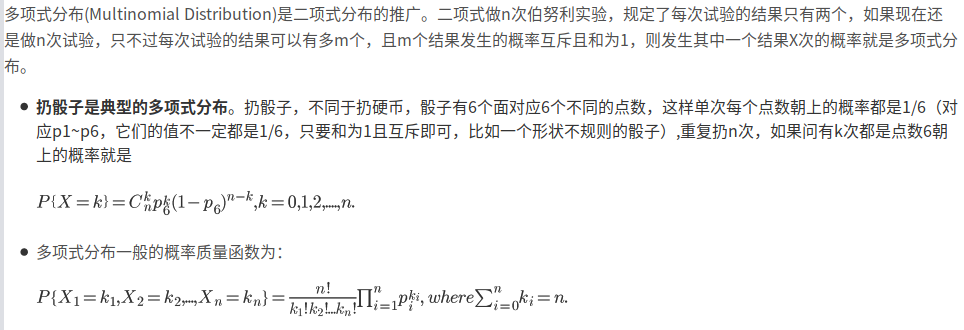 多项式分布(Multinomial Distribution)是二项式分布的推广。二项式做n次伯努利实验，规定了每次试验的结果只有两个，如果现在还
是做n次试验，只不过每次试验的结果可以有多m个，且m个结果发生的概率互斥且和为1，则发生其中一个结果X次的概率就是多项式分
布。
● 扔骰子是典型的多项式分布。扔骰子，不同于扔硬币，骰子有6个面对应6个不同的点数，这样单次每个点数朝上的概率都是1/6（对
应p1~p6，它们的值不一定都是1/6，只要和为1且互斥即可，比如一个形状不规则的骰子）,重复扔n次，如果问有k次都是点数6朝
上的概率就是
P{X = k} = C_n^k p_6^k (1 − p_6)^{n−k}, k = 0,1,2,...,n.
● 多项式分布一般的概率质量函数为：
P{X_1 = k_1, X_2 = k_2, ..., X_n = k_n} = \frac{n!}{k_1!k_2!...k_n!} ∏_{i=1}^n p_i^{k_i}, where ∑_{i=0}^n k_i = n.